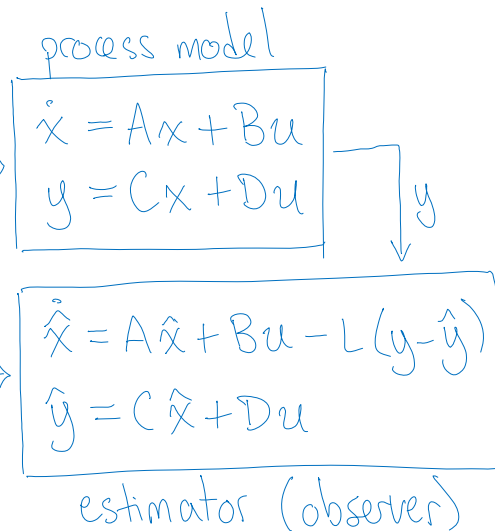 process model
ẋ = Ax + Bu
y = Cx + Du
y
x̂̇ = Ax̂ + Bu - L(y-ŷ)
ŷ = Cx̂ + Du
estimator (observer)